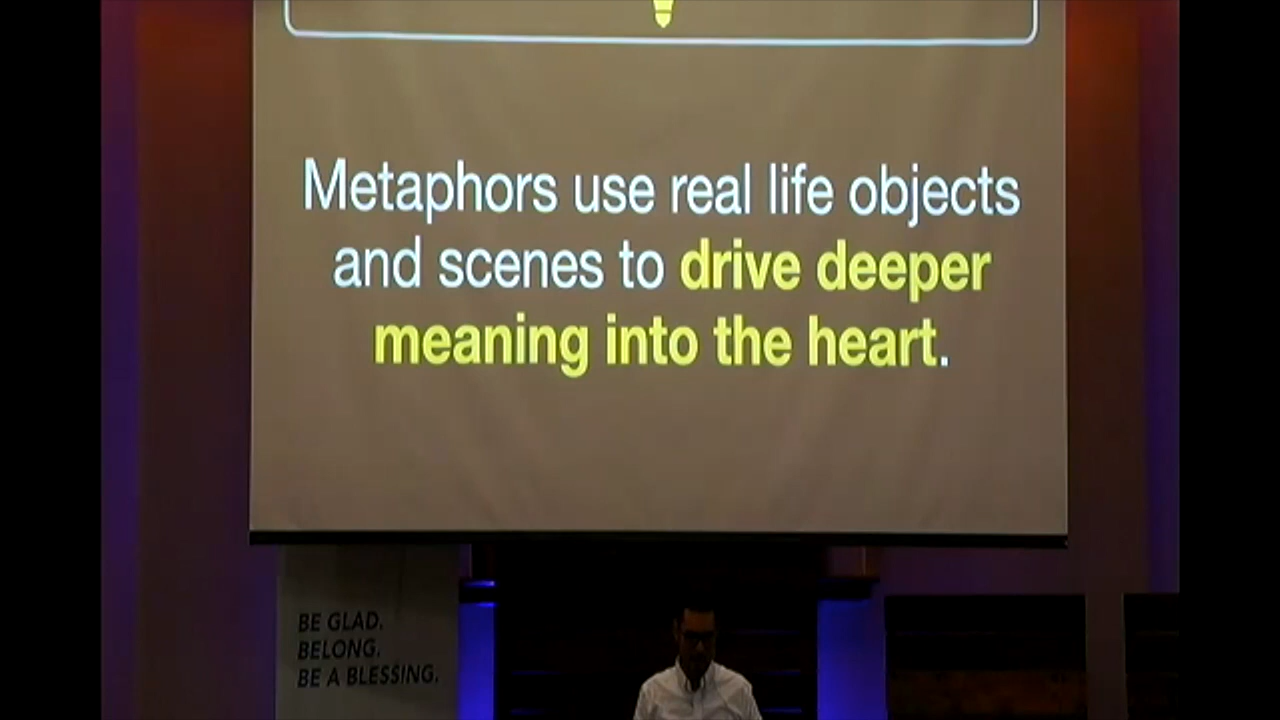 Metaphors use real life objects
and scenes to drive deeper
meaning into the heart.
BE GLAD.
BELONG.
BE A BLESSING.